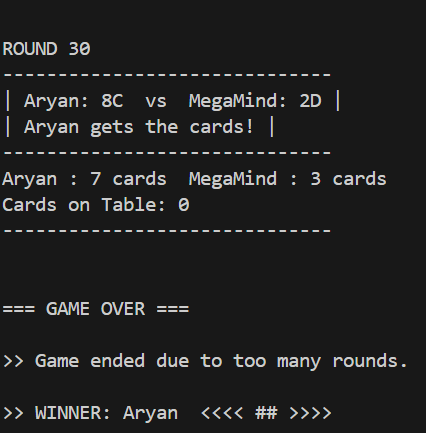 ROUND 30
------------------------------
| Aryan: 8C  vs  MegaMind: 2D |
| Aryan gets the cards! |
------------------------------
Aryan : 7 cards  MegaMind : 3 cards
Cards on Table: 0
------------------------------
=== GAME OVER ===
>> Game ended due to too many rounds.
>> WINNER: Aryan  <<<< ## >>>>